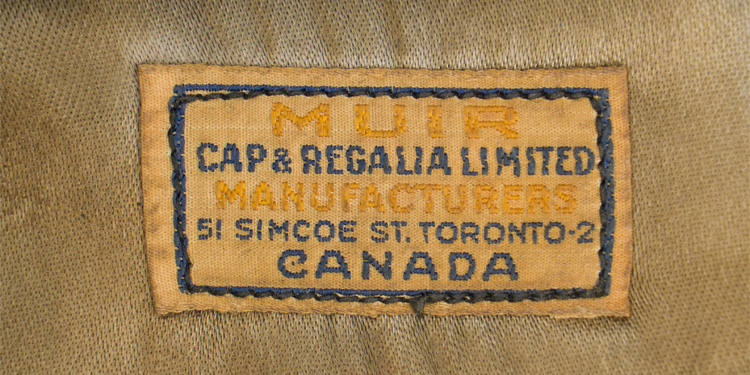 MUIR
CAP & REGALIA LIMITED
MANUFACTURERS
51 SIMCOE ST. TORONTO-2
CANADA